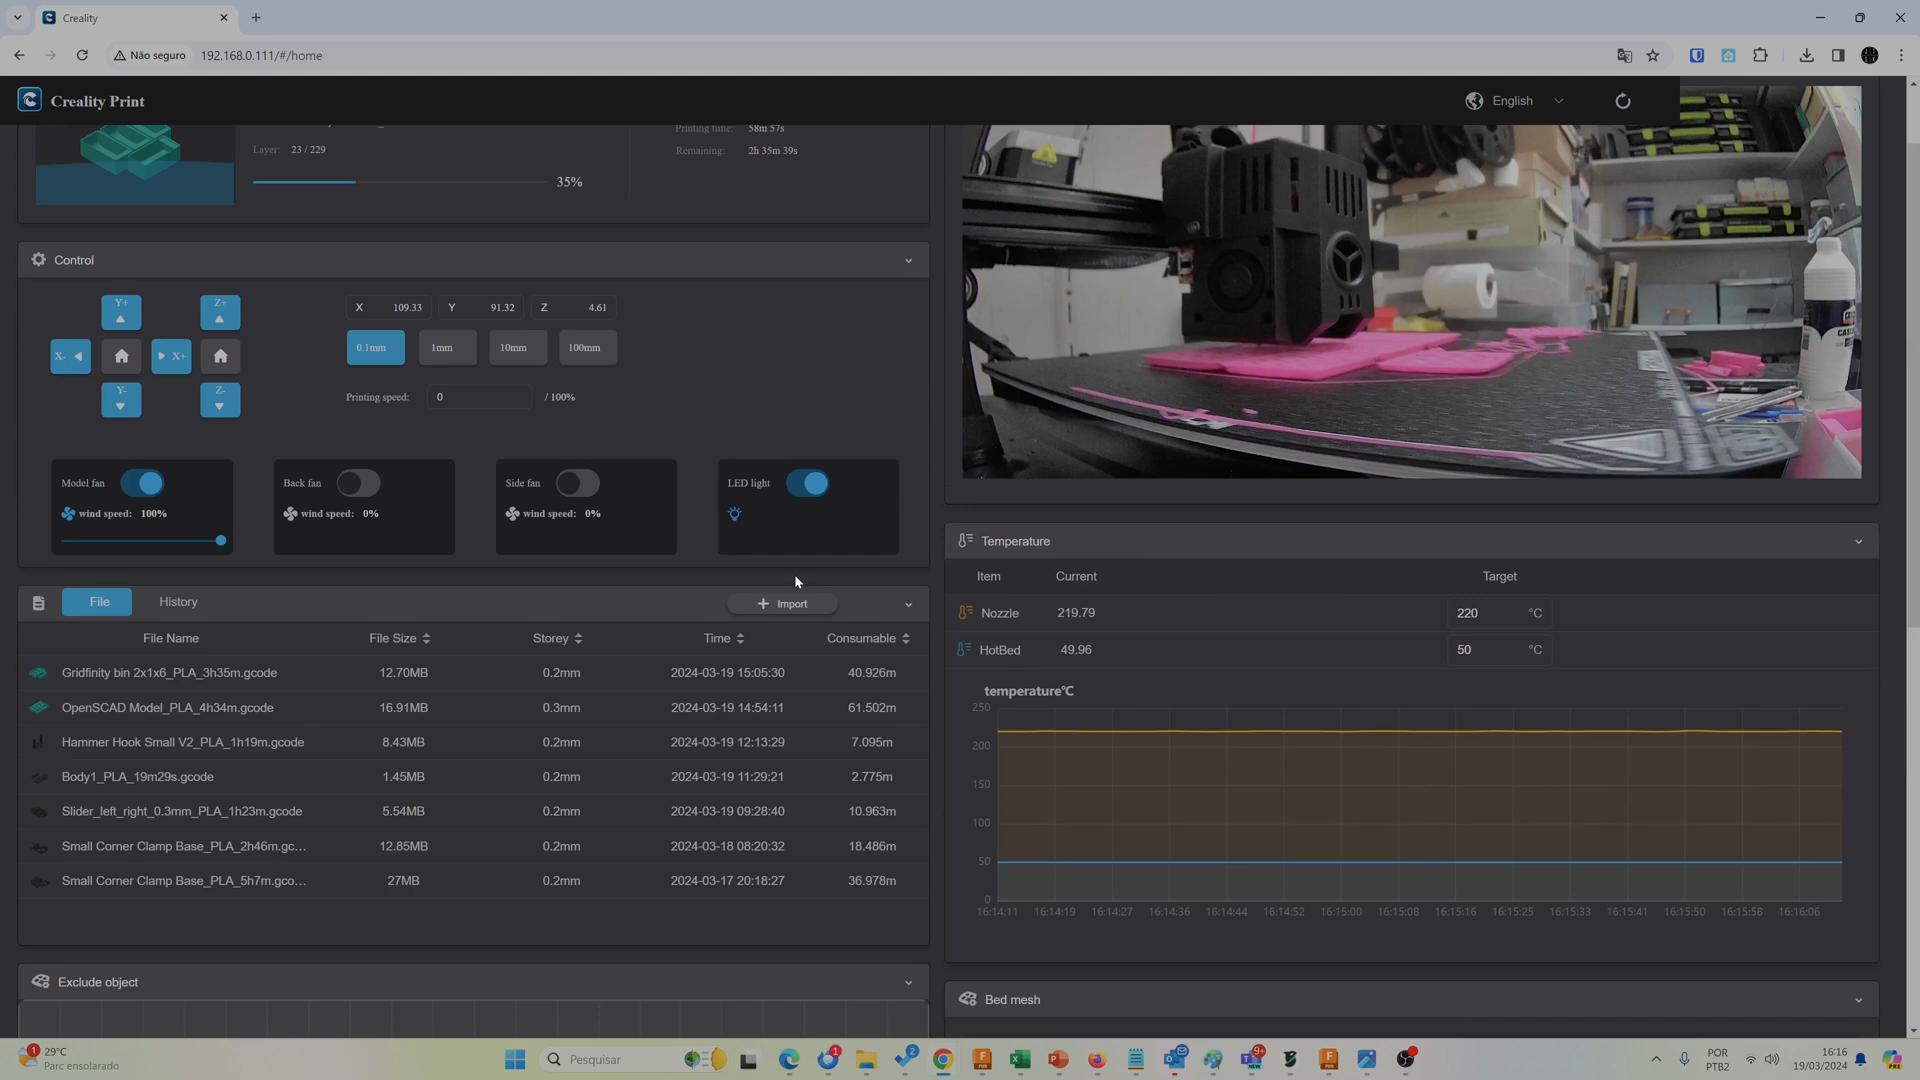 Creality
Não seguro 192.168.0.111/#/home
Creality Print
English
Layer: 23 / 229
35%
Printing time: 58m 57s
Remaining: 2h 35m 39s
Control
Y+
Z+
X-
X+
Y-
Z-
X 109.33 Y 91.32 Z 4.61
0.1mm 1mm 10mm 100mm
Printing speed: 0 / 100%
Model fan
wind speed: 100%
Back fan
wind speed: 0%
Side fan
wind speed: 0%
LED light
File History
Import
File Name File Size Storey Time Consumable
Gridfinity bin 2x1x6_PLA_3h35m.gcode 12.70MB 0.2mm 2024-03-19 15:05:30 40.926m
OpenSCAD Model_PLA_4h34m.gcode 16.91MB 0.3mm 2024-03-19 14:54:11 61.502m
Hammer Hook Small V2_PLA_1h19m.gcode 8.43MB 0.2mm 2024-03-19 12:13:29 7.095m
Body1_PLA_19m29s.gcode 1.45MB 0.2mm 2024-03-19 11:29:21 2.775m
Slider_left_right_0.3mm_PLA_1h23m.gcode 5.54MB 0.2mm 2024-03-19 09:28:40 10.963m
Small Corner Clamp Base_PLA_2h46m.gc... 12.85MB 0.2mm 2024-03-18 08:20:32 18.486m
Small Corner Clamp Base_PLA_5h7m.gco... 27MB 0.2mm 2024-03-17 20:18:27 36.978m
Exclude object
Temperature
Item Current Target
Nozzle 219.79 220 °C
HotBed 49.96 50 °C
temperature℃
250
200
150
100
50
0
16:14:11 16:14:19 16:14:27 16:14:36 16:14:44 16:14:52 16:15:00 16:15:08 16:15:16 16:15:25 16:15:33 16:15:41 16:15:50 16:15:58 16:16:06
Bed mesh
1
29°C
Parc ensolarado
Pesquisar
1
2
9+
NEW
POR
PTB2
16:16
19/03/2024
PRE